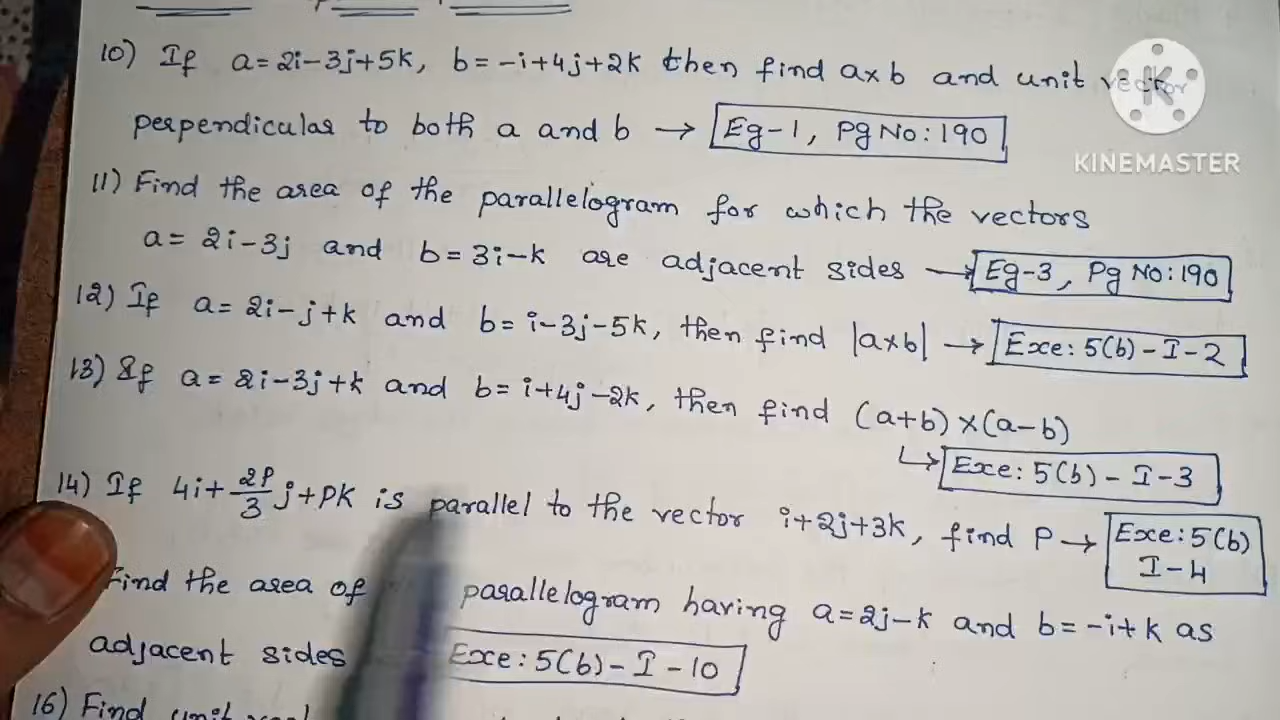 10) If a=2i-3j+5k, b=-i+4j+2k then find a×b and unit vector
perpendicular to both a and b → Eg-1, Pg No:190
KINEMASTER
11) Find the area of the parallelogram for which the vectors
a= 2i-3j and b=3i-k are adjacent sides → Eg-3, Pg No:190
12) If a= 2i-j+k and b= i-3j-5k, then find |a×b| → Exe: 5(b)-I-2
13) If a= 2i-3j+k and b= i+4j-2k, then find (a+b)×(a-b)
↳ Exe: 5(b)-I-3
14) If 4i+2P/3 j+PK is parallel to the vector i+2j+3k, find P → Exe:5(b) I-4
Find the area of parallelogram having a=2j-k and b=-i+k as
adjacent sides Exe:5(b)-I-10
16) Find unit